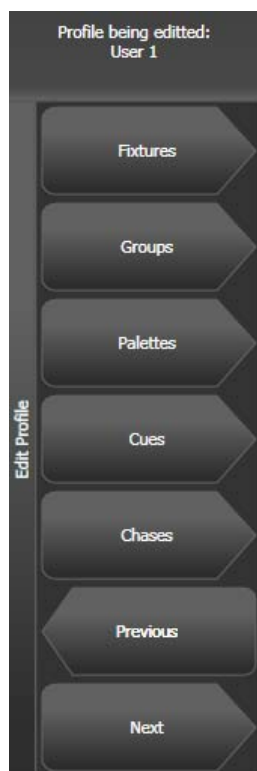 Profile being editted:
User 1
Edit Profile
Fixtures
Groups
Palettes
Cues
Chases
Previous
Next